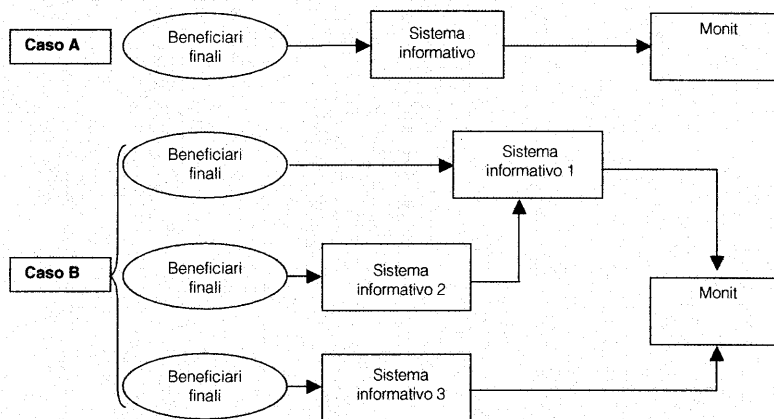 Caso A
Beneficiari
finali
Sistema
informativo
Monit
Caso B
Beneficiari
finali
Sistema
informativo 1
Beneficiari
finali
Sistema
informativo 2
Monit
Beneficiari
finali
Sistema
informativo 3